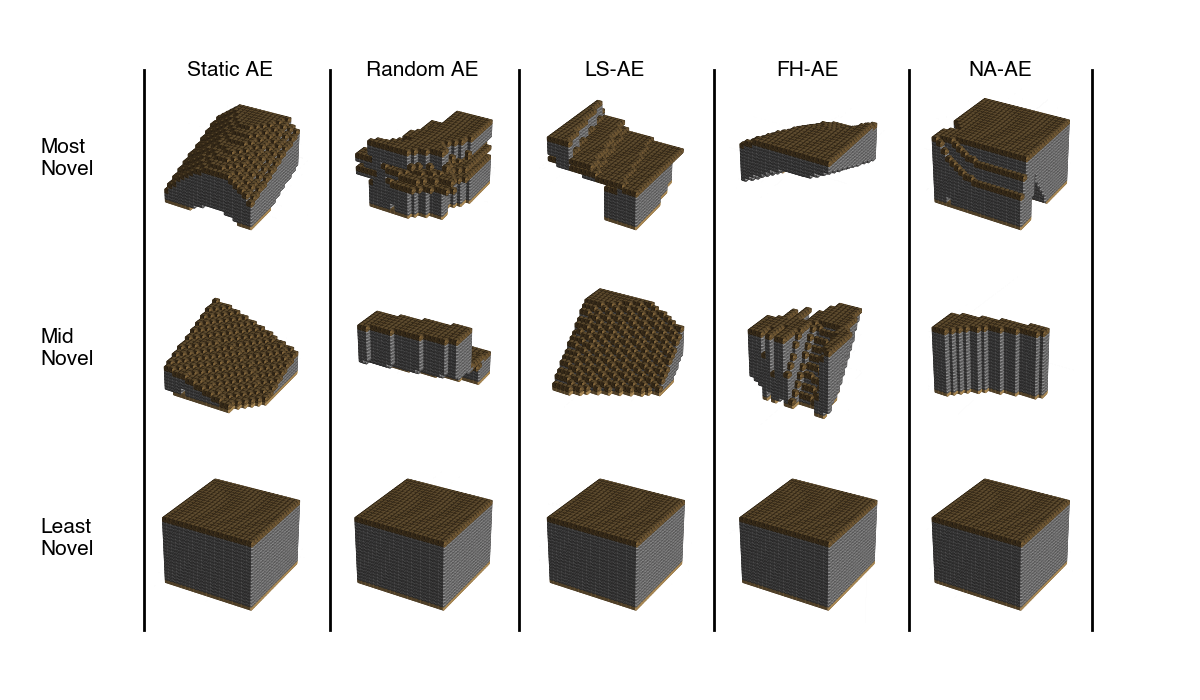 Static AE
Random AE
LS-AE
FH-AE
NA-AE
Most
Novel
Mid
Novel
Least
Novel